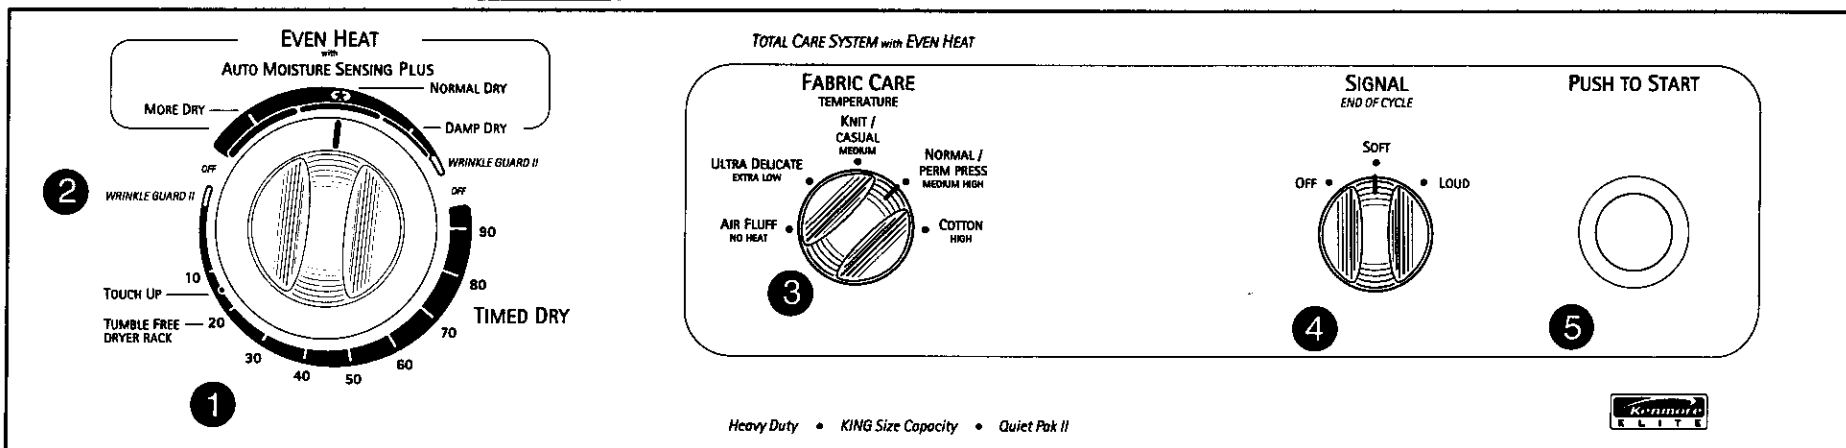 EVEN HEAT
with
AUTO MOISTURE SENSING PLUS
NORMAL DRY
MORE DRY
DAMP DRY
WRINKLE GUARD II
OFF
OFF
WRINKLE GUARD II
2
90
80
70
60
50
40
30
20
10
TOUCH UP
TUMBLE FREE
DRYER RACK
TIMED DRY
1
TOTAL CARE SYSTEM with EVEN HEAT
FABRIC CARE
TEMPERATURE
KNIT /
CASUAL
MEDIUM
ULTRA DELICATE
EXTRA LOW
NORMAL /
PERM PRESS
MEDIUM HIGH
AIR FLUFF
NO HEAT
COTTON
HIGH
3
SIGNAL
END OF CYCLE
SOFT
OFF
LOUD
4
PUSH TO START
5
Heavy Duty • KING Size Capacity • Quiet Pak II
Kenmore
ELITE